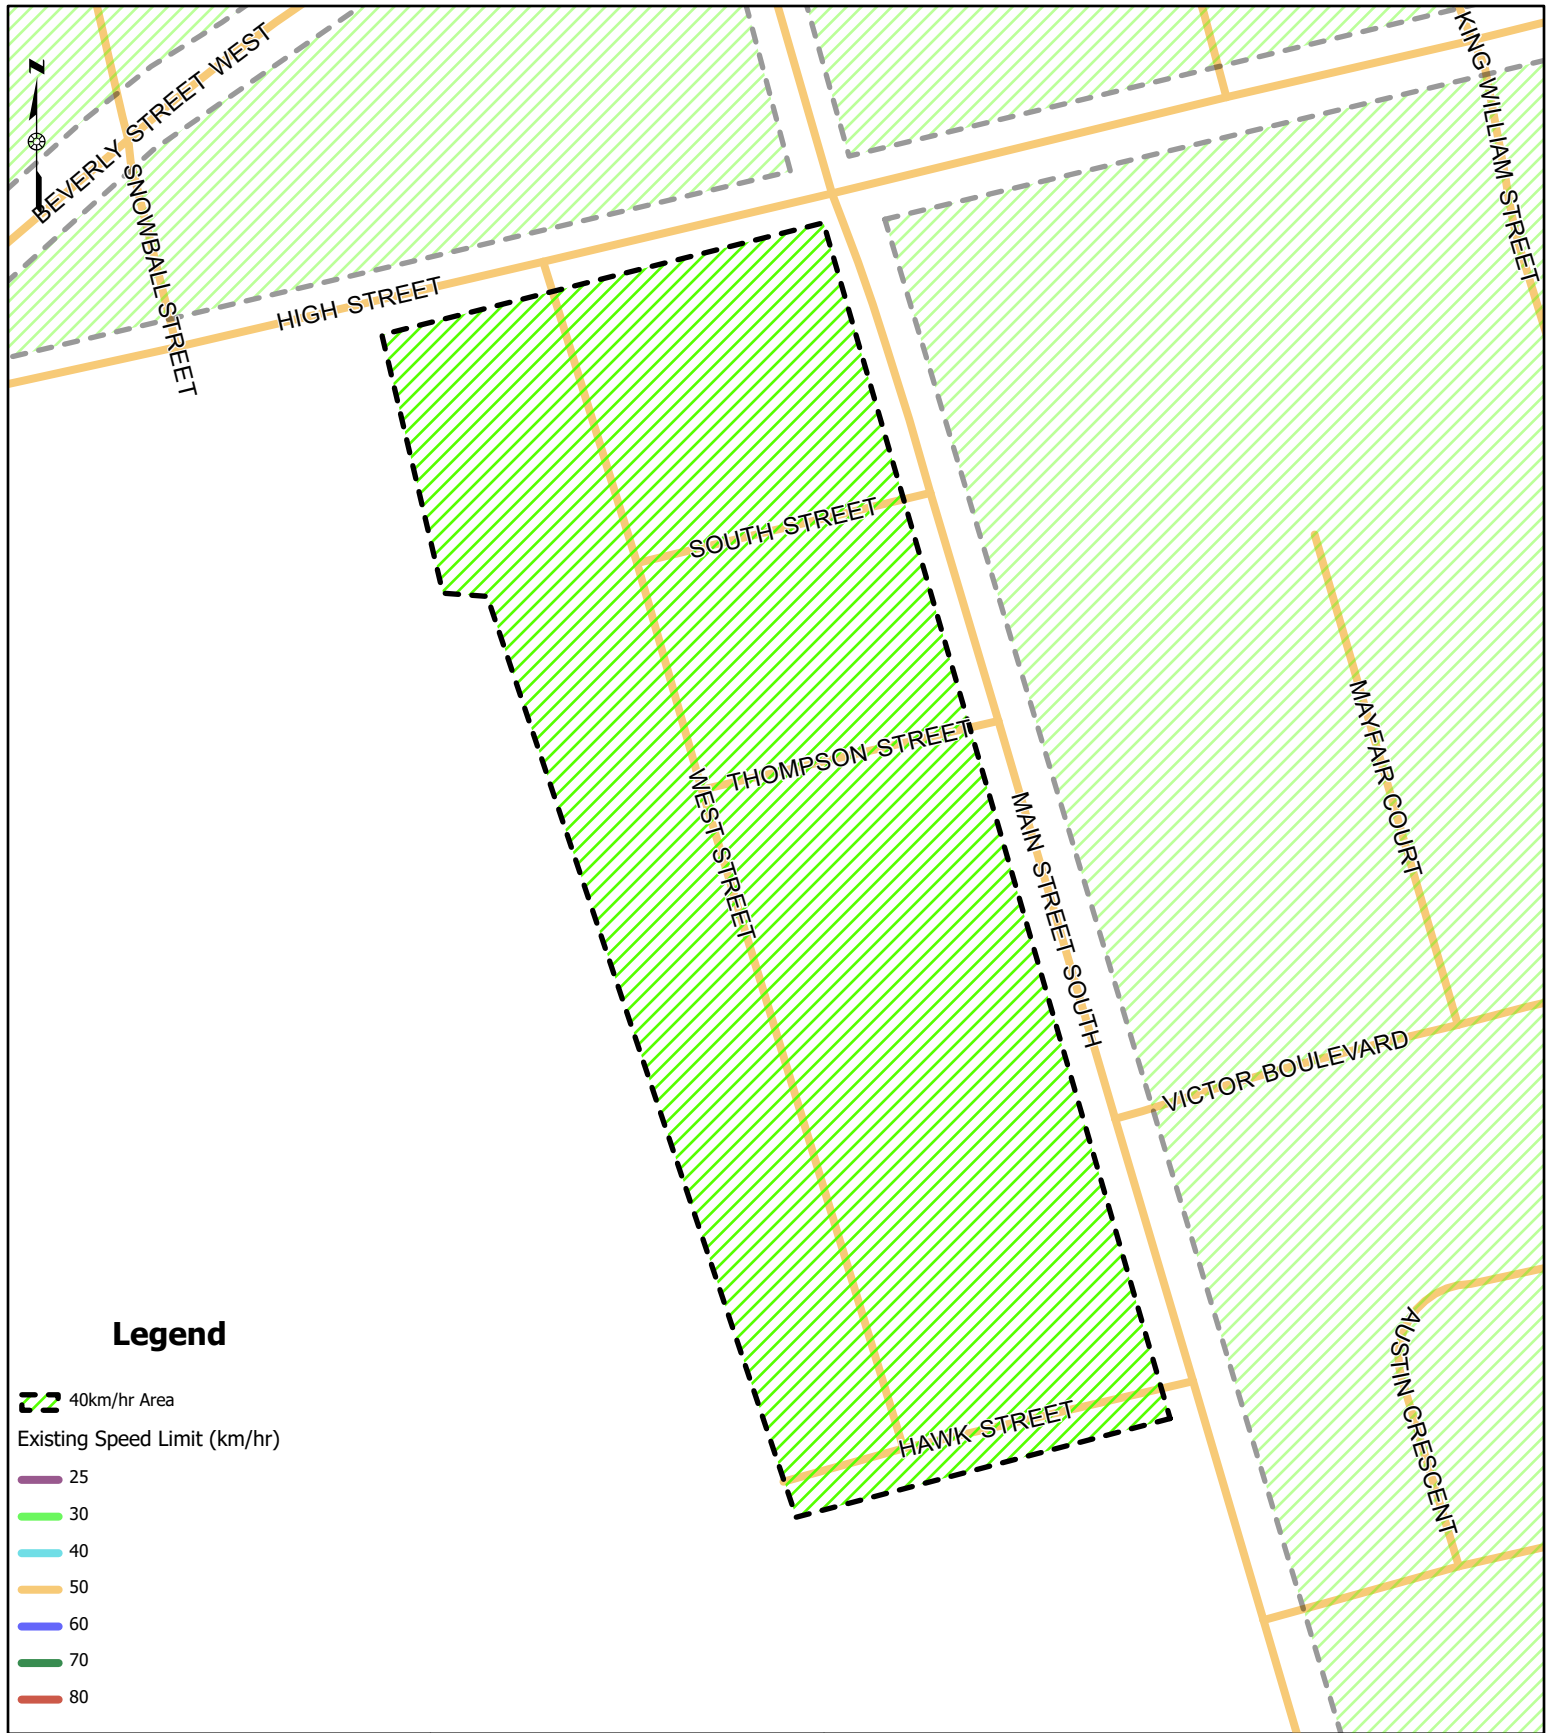 KING WILLIAM STREET
BEVERLY STREET WEST
N
SNOWBALL STREET
HIGH STREET
SOUTH STREET
MAYFAIR COURT
THOMPSON STREET
WEST STREET
MAIN STREET SOUTH
VICTOR BOULEVARD
AUSTIN CRESCENT
HAWK STREET
Legend
40km/hr Area
Existing Speed Limit (km/hr)
25
30
40
50
60
70
80